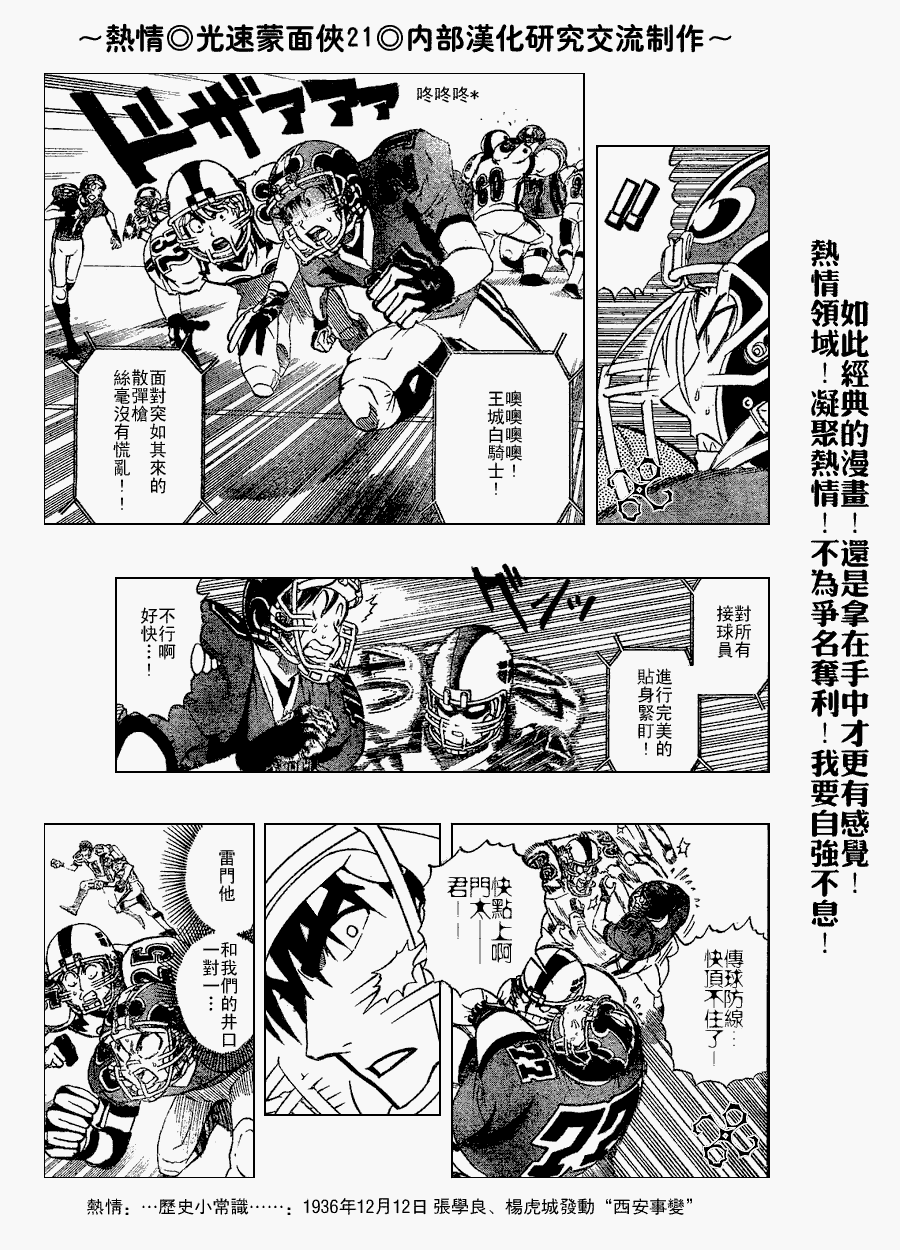 ～熱情◎光速蒙面俠21◎内部漢化研究交流制作～
如此經典的漫畫！還是拿在手中才更有感覺！
熱情領域！凝聚熱情！不為爭名奪利！我要自強不息！
!!
ドザァァァ
咚咚咚*
噢噢噢噢！
王城白騎士！
面對突如其來的
散彈槍
絲毫沒有慌亂！！
對所有
接球員
進行完美的
貼身緊盯！
グン
不行啊
好快…！
傳球防線…
快頂不住了—
快點上啊
門太——
君——
雷門他
和我們的井口
一對一…
60
25
77
77
熱情：…歷史小常識……：1936年12月12日 張學良、楊虎城發動“西安事變”